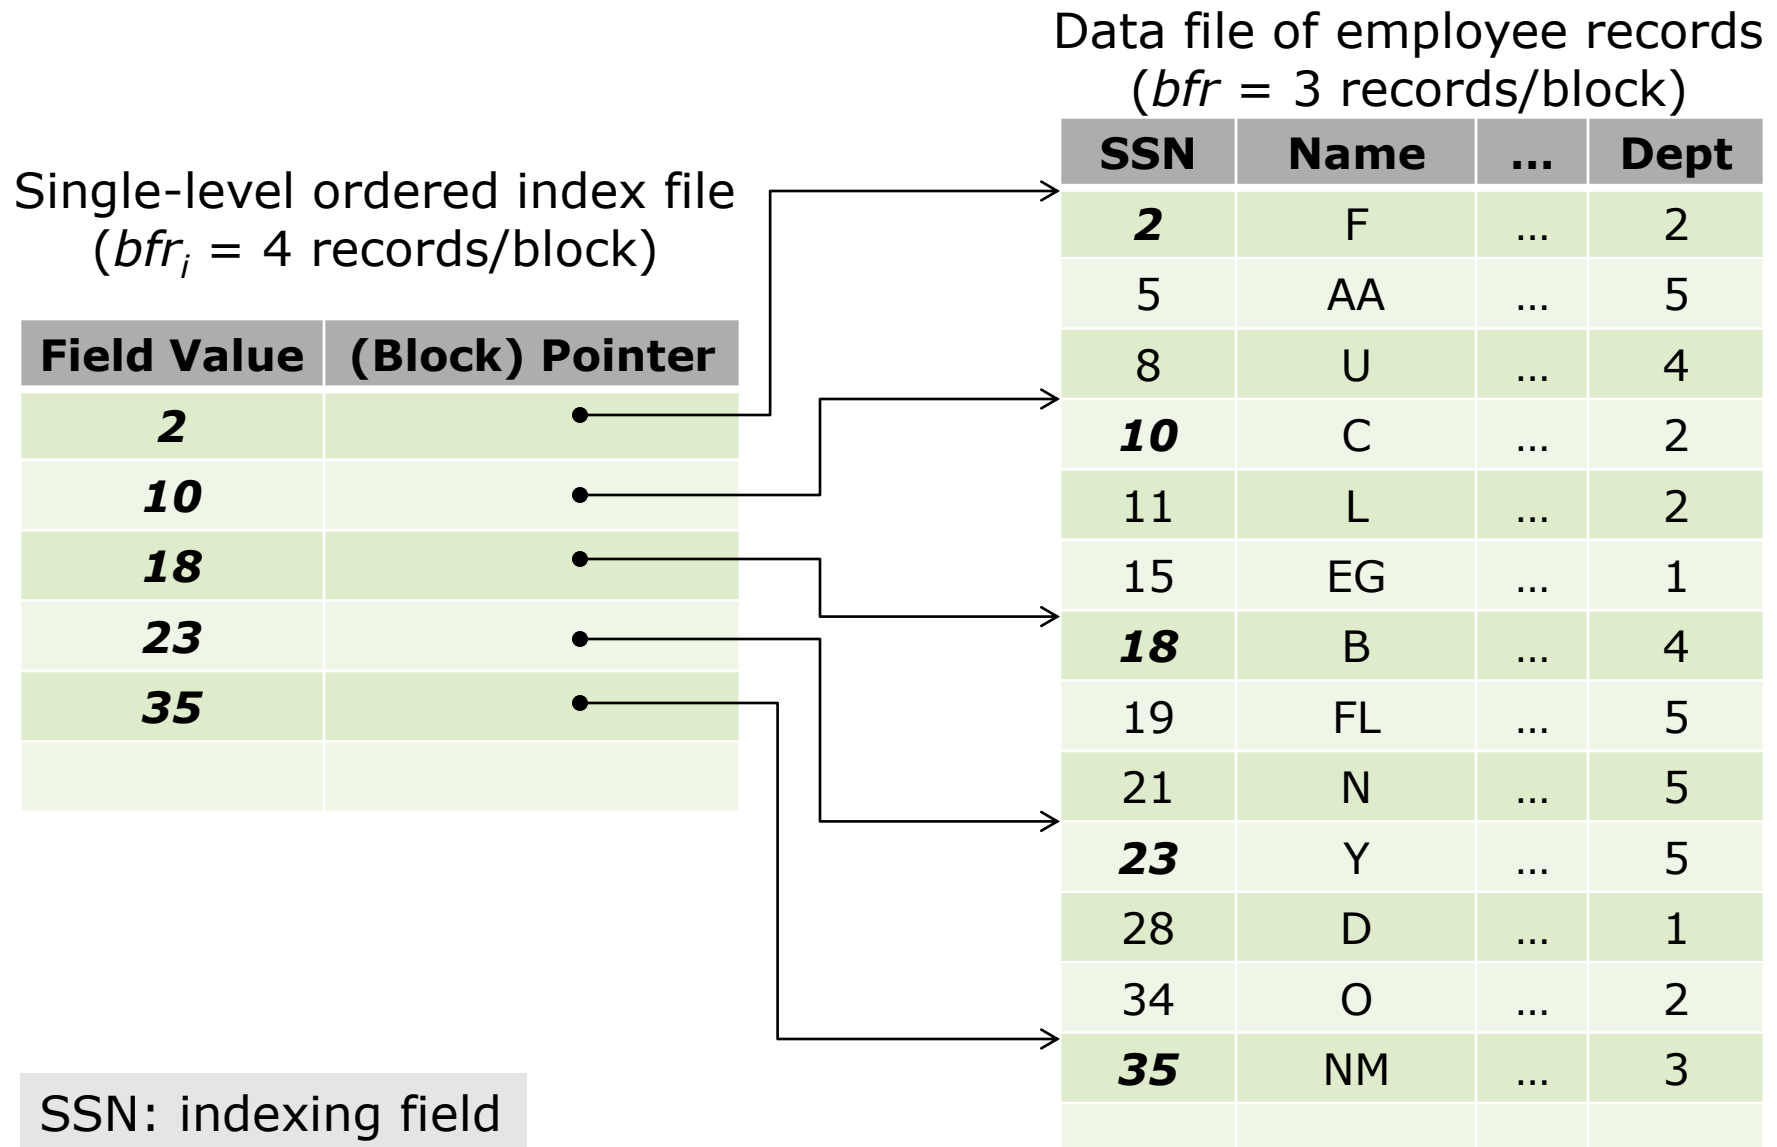 Data file of employee records
(bfr = 3 records/block)
SSN Name ... Dept
2 F ... 2
5 AA ... 5
8 U ... 4
10 C ... 2
11 L ... 2
15 EG ... 1
18 B ... 4
19 FL ... 5
21 N ... 5
23 Y ... 5
28 D ... 1
34 O ... 2
35 NM ... 3
Single-level ordered index file
(bfrᵢ = 4 records/block)
Field Value (Block) Pointer
2
10
18
23
35
SSN: indexing field